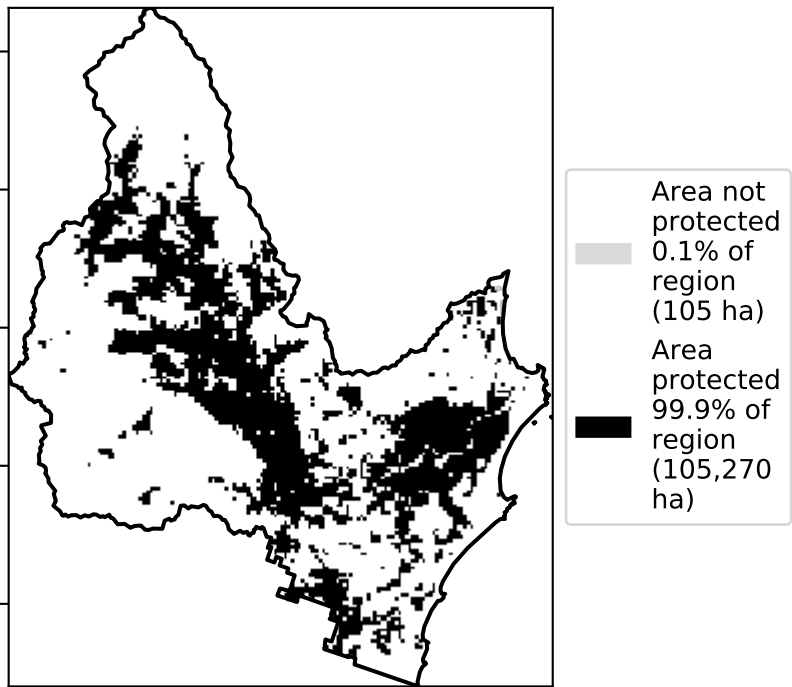 Area not
protected
0.1% of
region
(105 ha)
Area
protected
99.9% of
region
(105,270
ha)